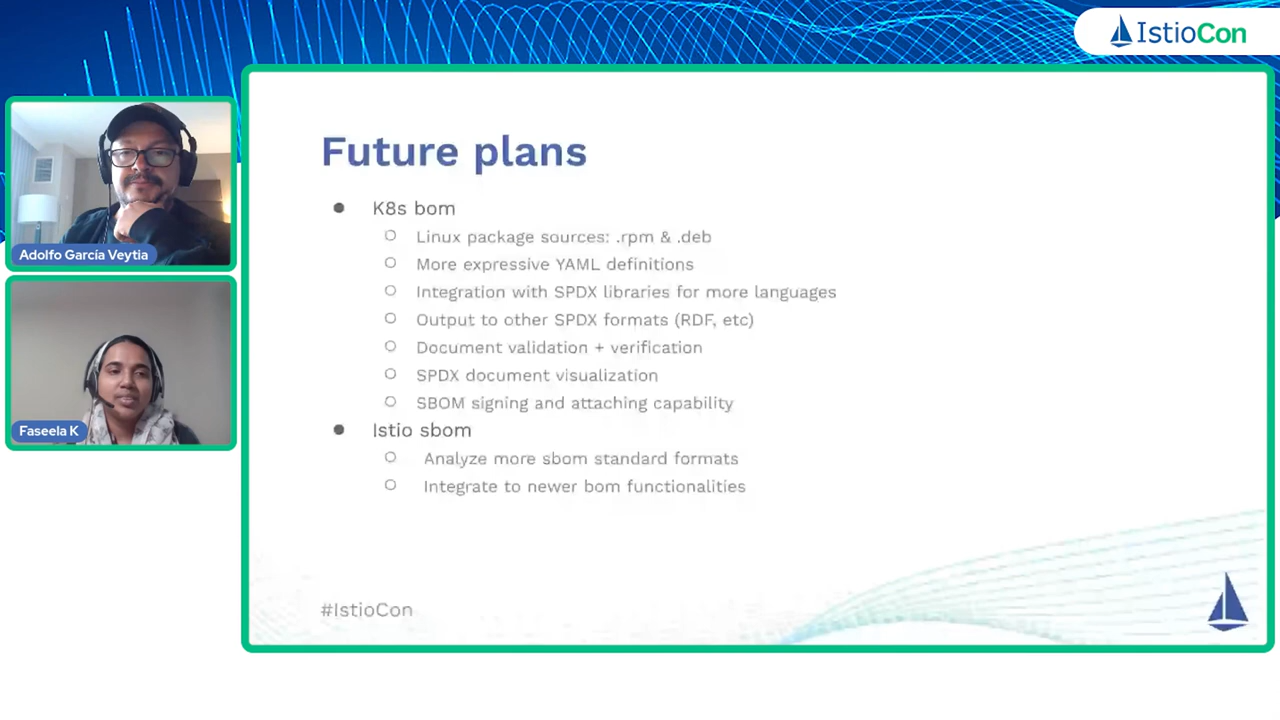 IstioCon
Adolfo García Veytia
Faseela K
Future plans
K8s bom
Linux package sources: .rpm & .deb
More expressive YAML definitions
Integration with SPDX libraries for more languages
Output to other SPDX formats (RDF, etc)
Document validation + verification
SPDX document visualization
SBOM signing and attaching capability
Istio sbom
Analyze more sbom standard formats
Integrate to newer bom functionalities
#IstioCon